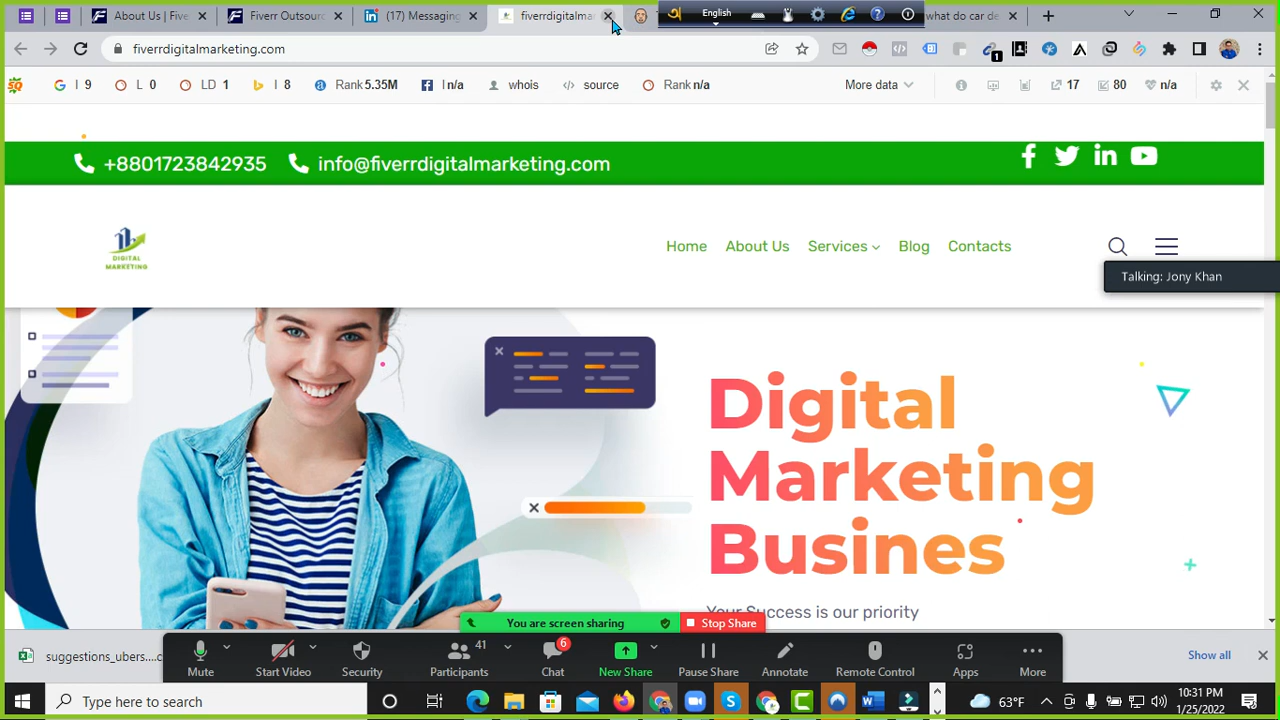 About Us | F
Fiverr Outsour
(17) Messaging
fiverrdigitalmar
English
what do car de
fiverrdigitalmarketing.com
1
I 9
L 0
LD 1
I 8
Rank 5.35M
I n/a
whois
source
Rank n/a
More data
17
80
n/a
+8801723842935
info@fiverrdigitalmarketing.com
DIGITAL
MARKETING
Home
About Us
Services
Blog
Contacts
Talking: Jony Khan
Digital
Marketing
Busines
Your Success is our priority
You are screen sharing
Stop Share
Mute
Start Video
Security
41
Participants
6
Chat
New Share
Pause Share
Annotate
Remote Control
Apps
More
suggestions_ubers....c
Show all
Type here to search
63°F
10:31 PM
1/25/2022